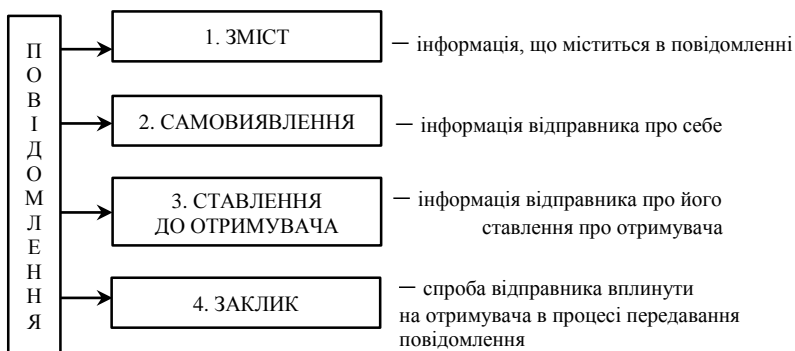 ПОВІДОМЛЕННЯ
1. ЗМІСТ
— інформація, що міститься в повідомленні
2. САМОВИЯВЛЕННЯ
— інформація відправника про себе
3. СТАВЛЕННЯ
ДО ОТРИМУВАЧА
— інформація відправника про його
ставлення про отримувача
4. ЗАКЛИК
— спроба відправника вплинути
на отримувача в процесі передавання
повідомлення